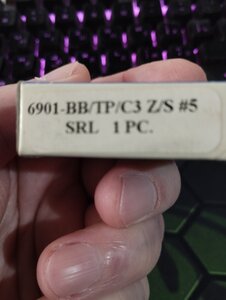 6901-BB/TP/C3 Z/S #5
SRL 1 PC.